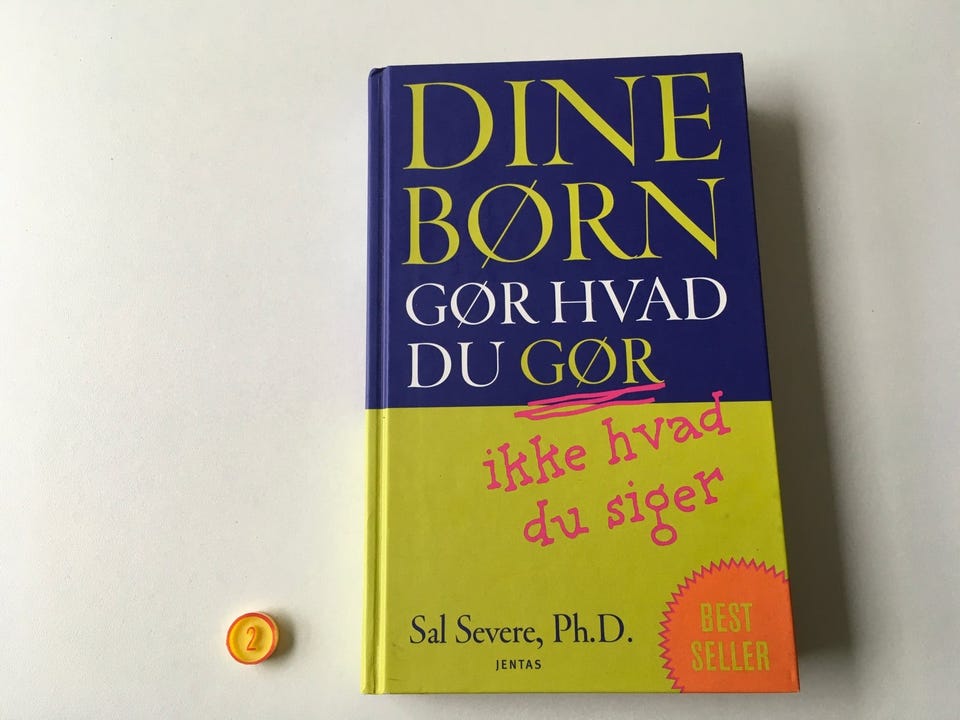 DINE
BØRN
GØR HVAD
DU GØR
ikke hvad
du siger
Sal Severe, Ph.D.
JENTAS
BEST
SELLER
2